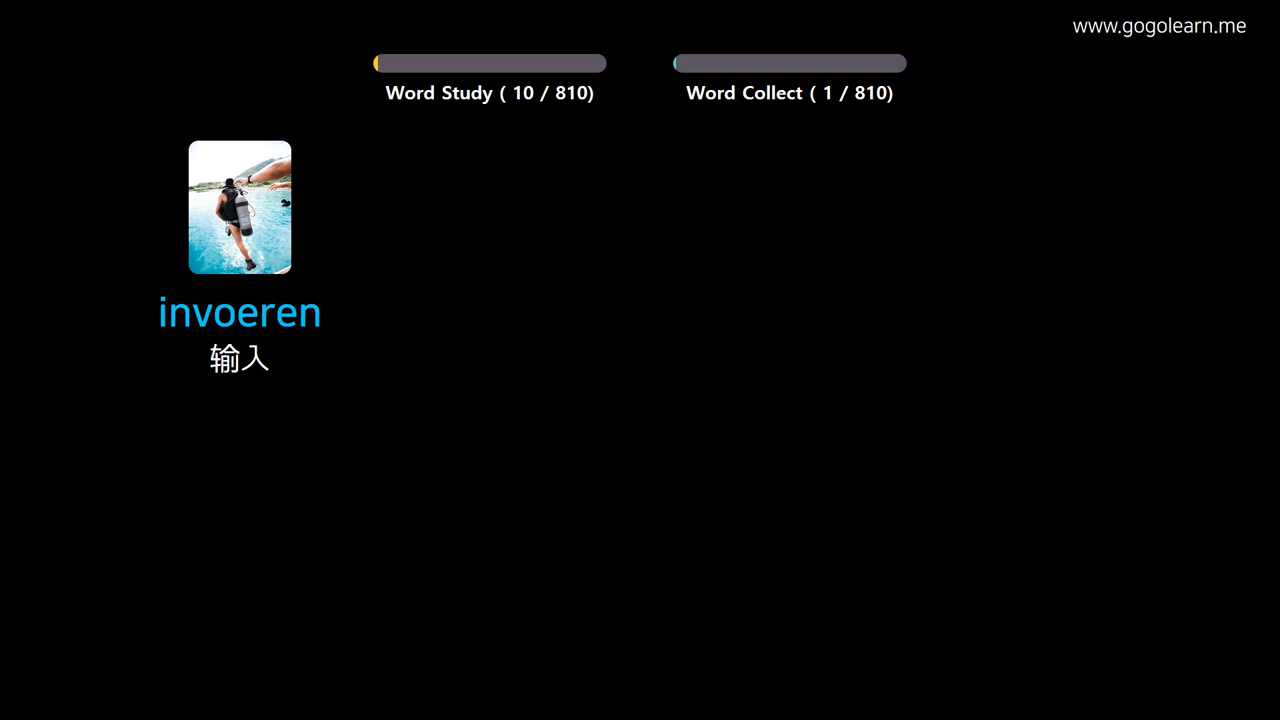 www.gogolearn.me
Word Study ( 10 / 810)
Word Collect ( 1 / 810)
invoeren
输入